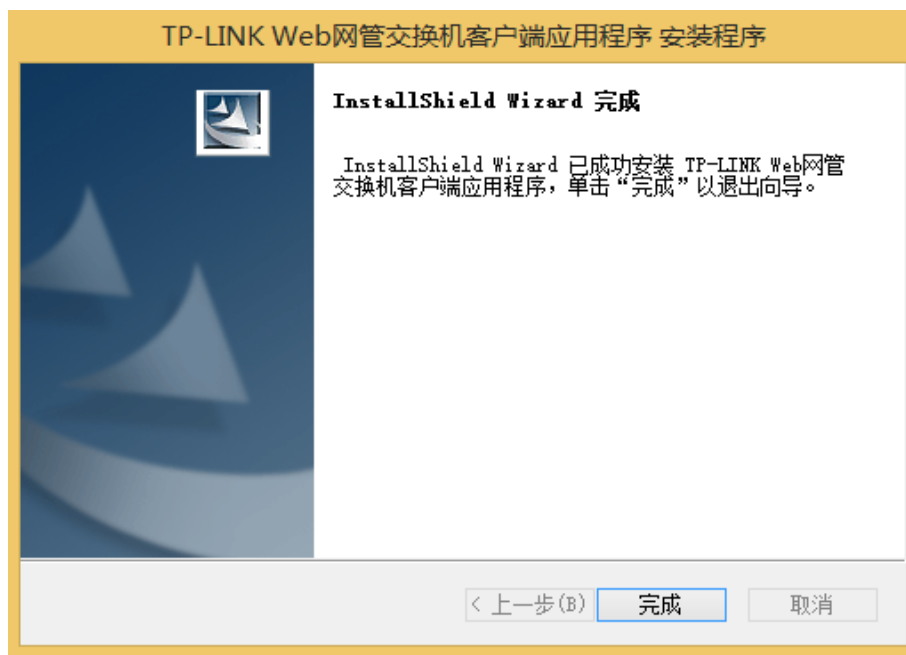 TP-LINK Web网管交换机客户端应用程序 安装程序
InstallShield Wizard 完成
InstallShield Wizard 已成功安装 TP-LINK Web网管
交换机客户端应用程序，单击“完成”以退出向导。
< 上一步(B) 完成 取消